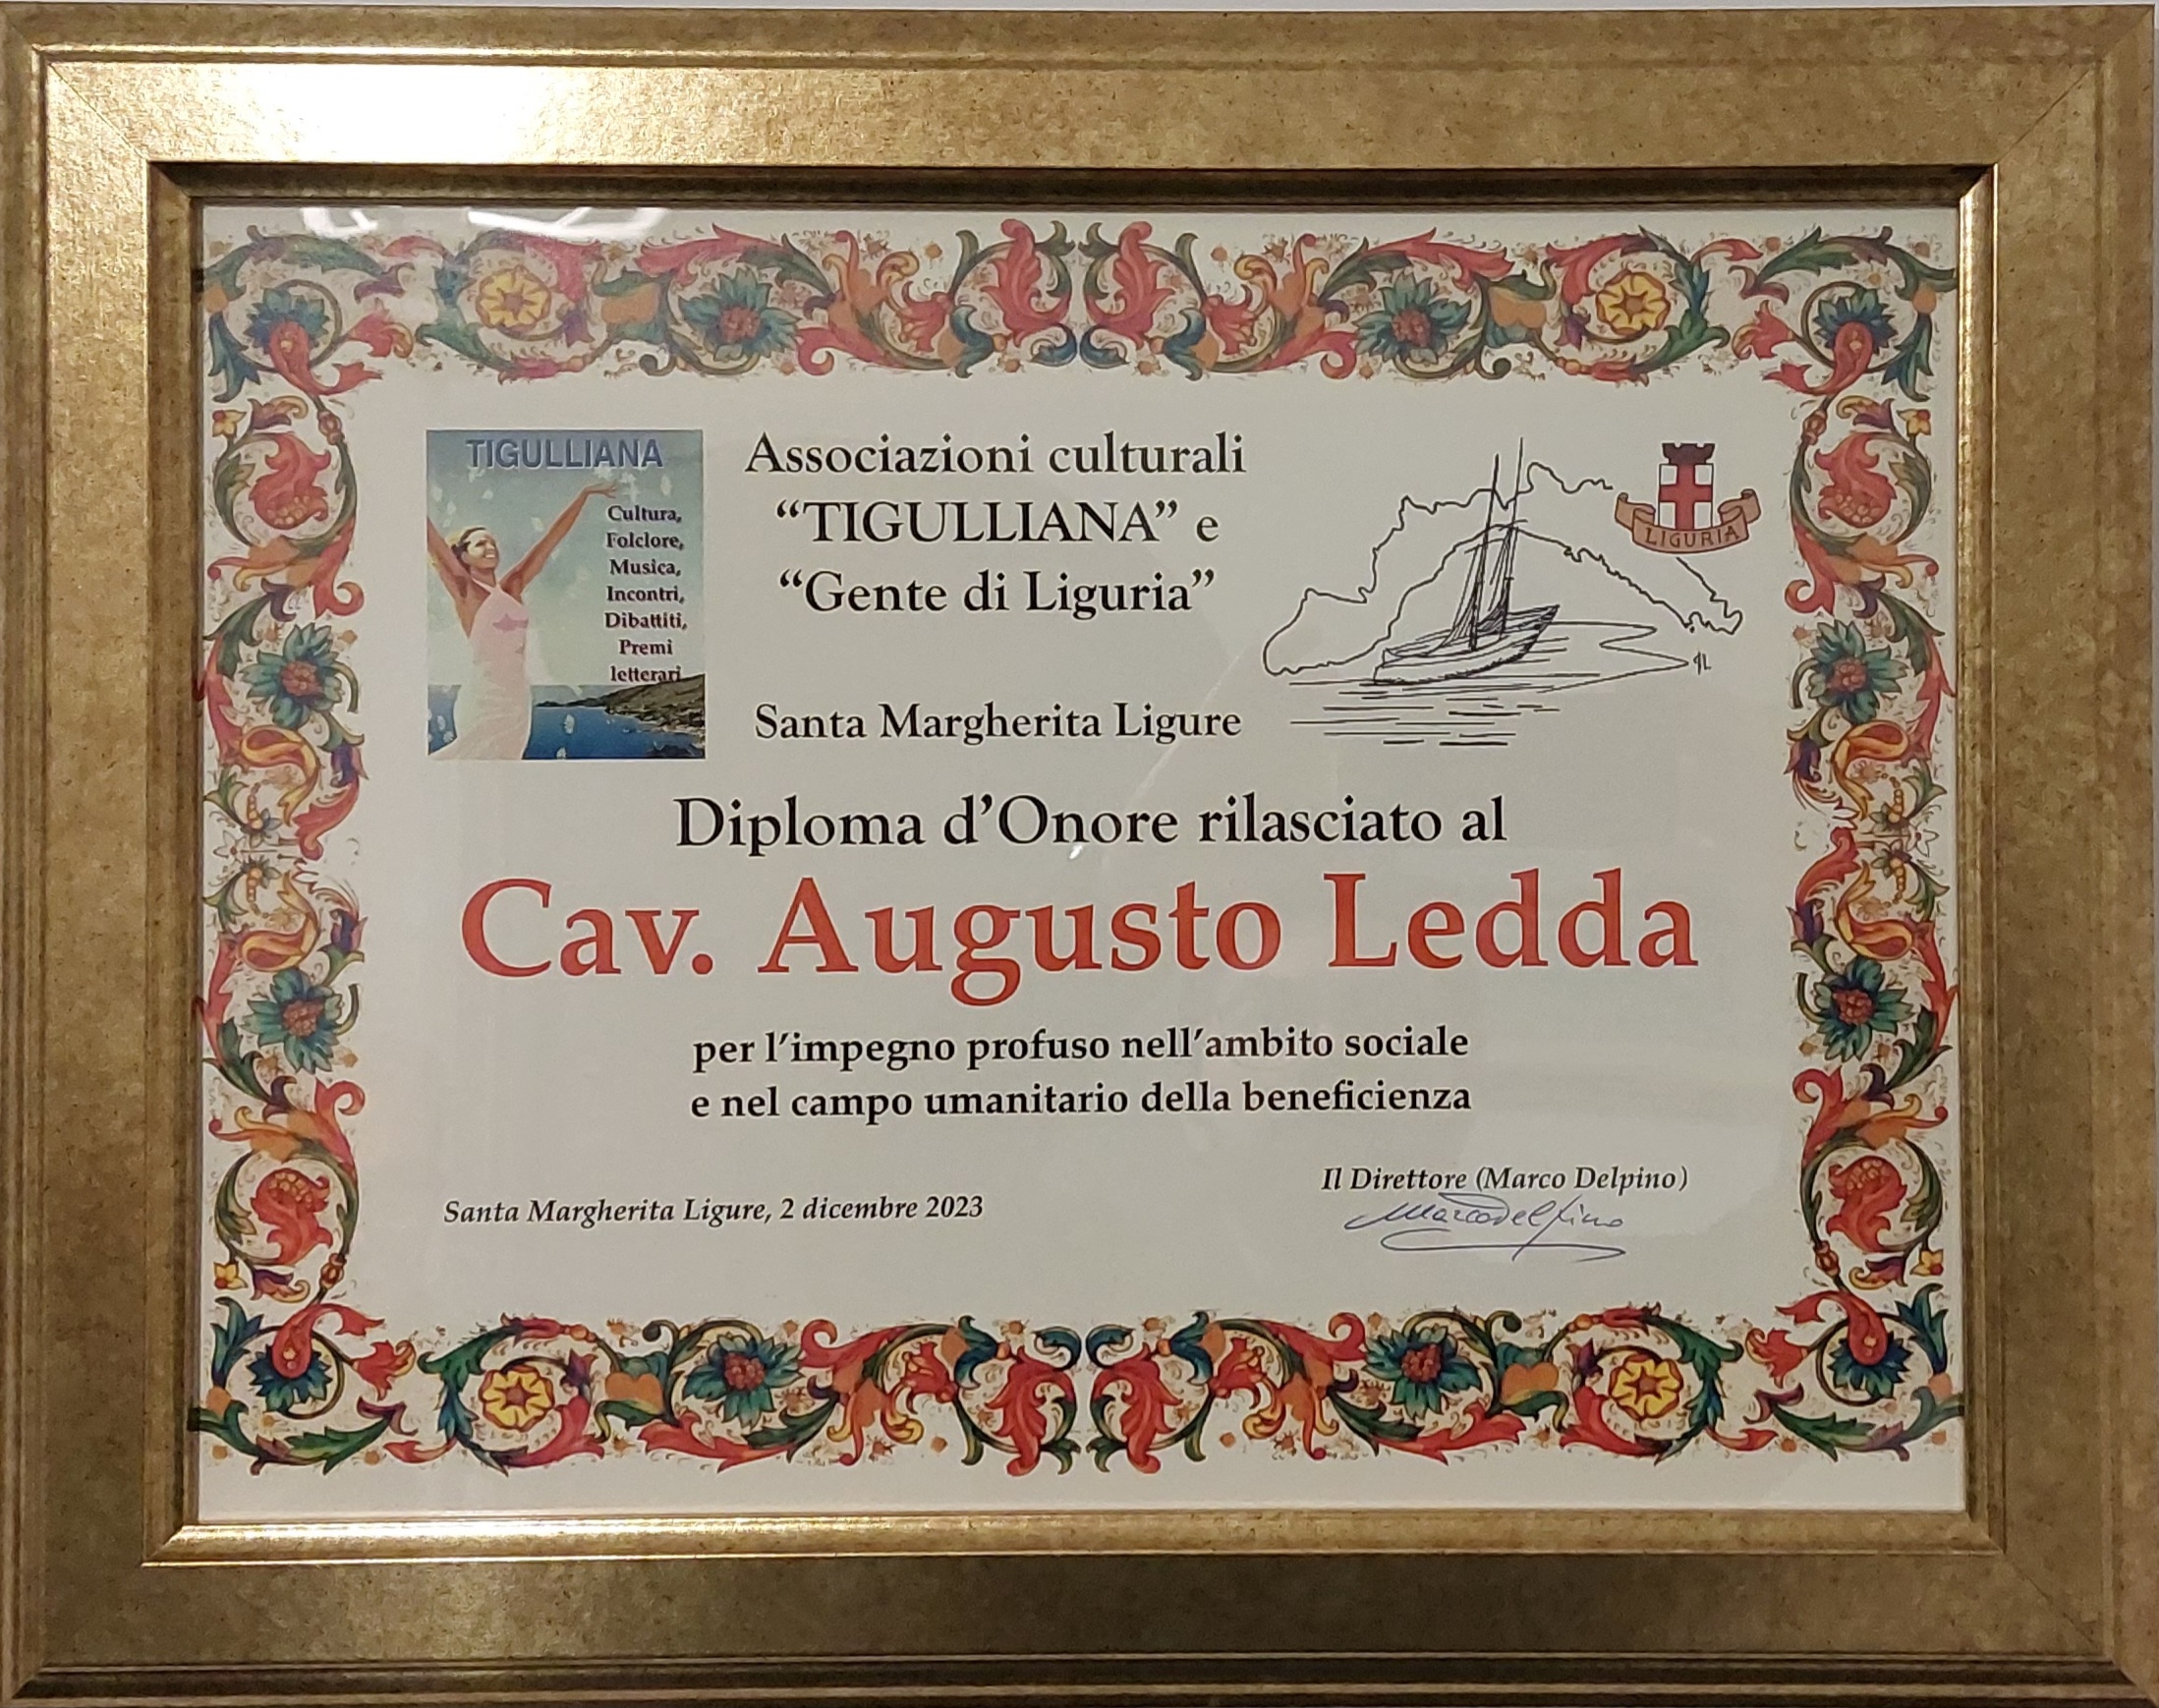 TIGULLIANA
Cultura,
Folclore,
Musica,
Incontri,
Dibattiti,
Premi
letterari
Associazioni culturali
“TIGULLIANA” e
“Gente di Liguria”
Santa Margherita Ligure
LIGURIA
Diploma d’Onore rilasciato al
Cav. Augusto Ledda
per l’impegno profuso nell’ambito sociale
e nel campo umanitario della beneficienza
Santa Margherita Ligure, 2 dicembre 2023
Il Direttore (Marco Delpino)
Marco Delpino